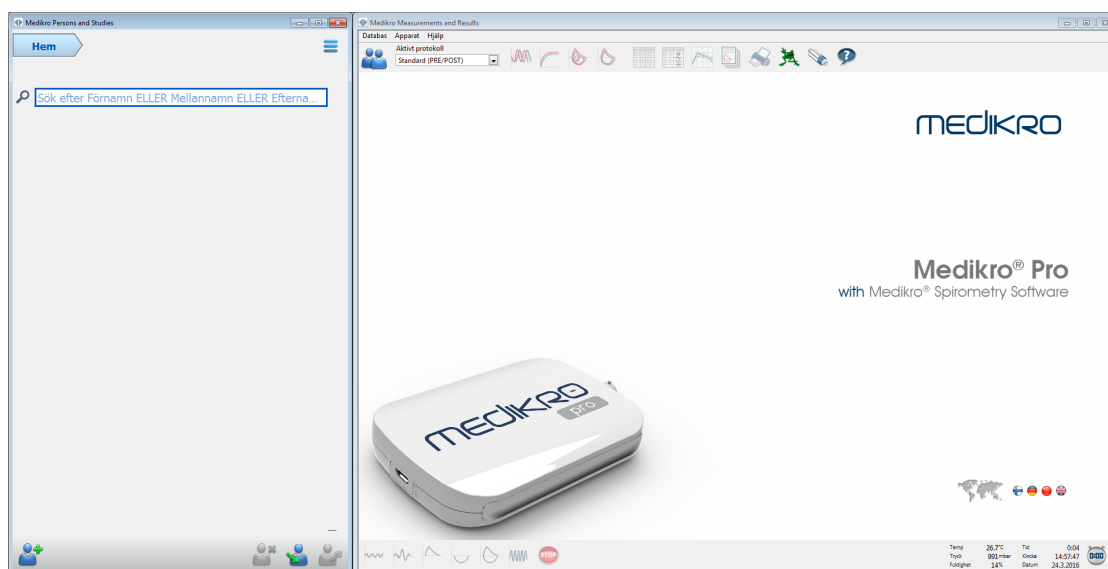 Medikro Persons and Studies
Hem
Sök efter Förnamn ELLER Mellannamn ELLER Efterna...
Medikro Measurements and Results
Databas Apparat Hjälp
Aktivt protokoll
Standard (PRE/POST)
MEDIKRO
Medikro® Pro
with Medikro® Spirometry Software
MEDIKRO
pro
STOP
Temp 26.7°C Tid 0:04
Tryck 991 mbar Klocka 14:57:47
Fuktighet 14% Datum 24.3.2016
0:00